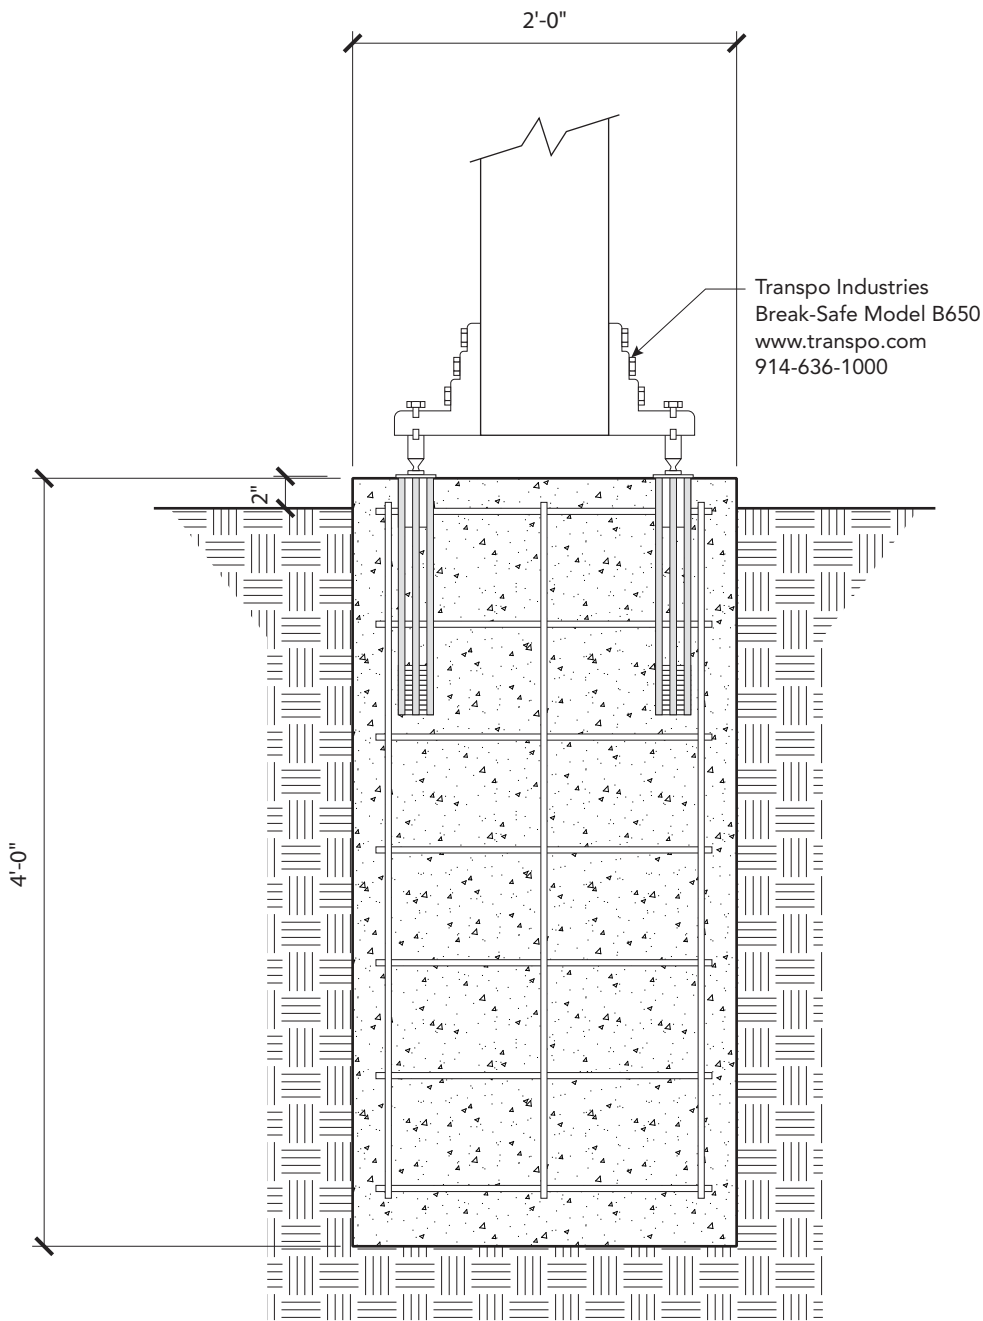 2'-0"
Transpo Industries
Break-Safe Model B650
www.transpo.com
914-636-1000
2"
4'-0"